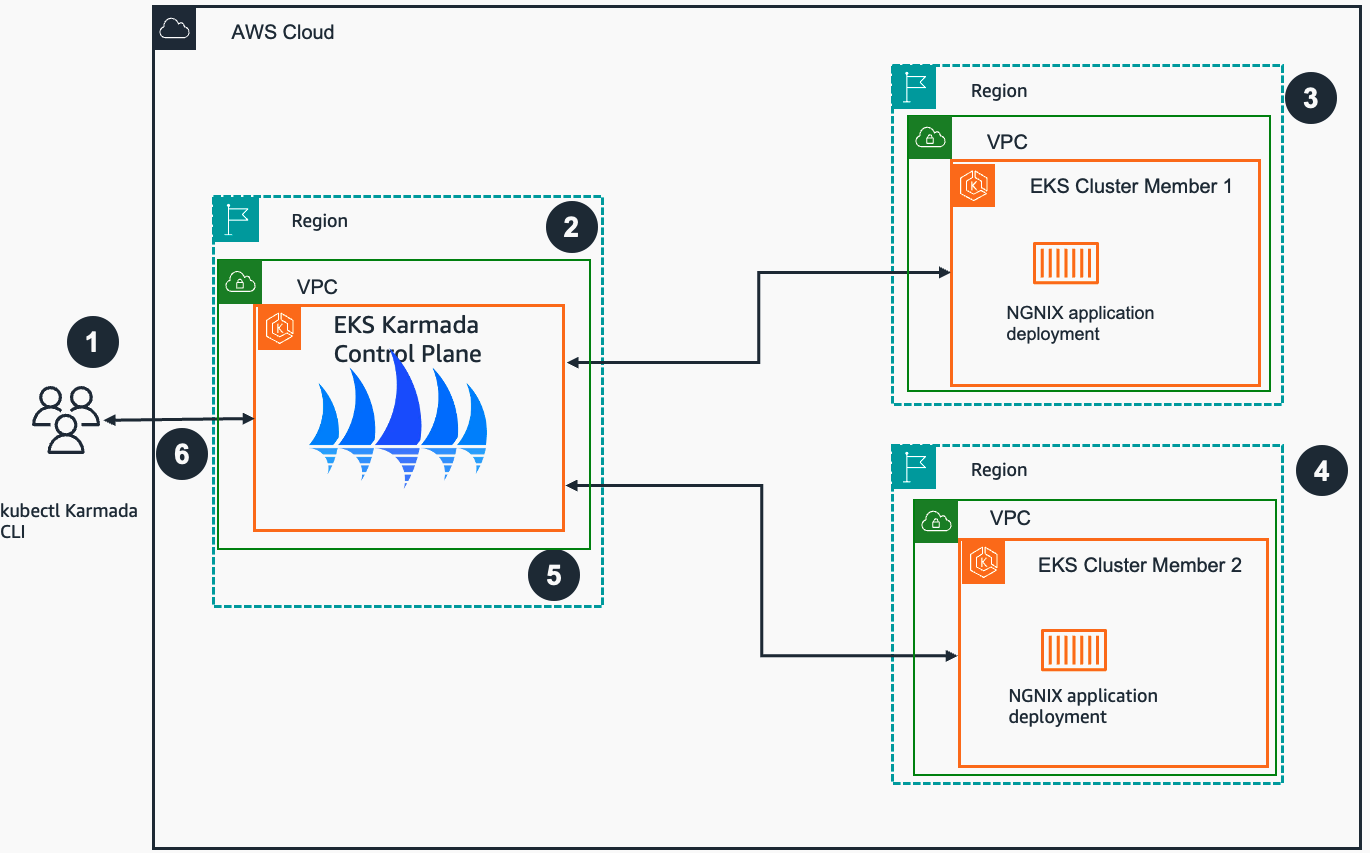 AWS Cloud
Region
3
VPC
EKS Cluster Member 1
NGNIX application
deployment
Region
2
VPC
EKS Karmada
Control Plane
1
6
kubectl Karmada
CLI
5
Region
4
VPC
EKS Cluster Member 2
NGNIX application
deployment